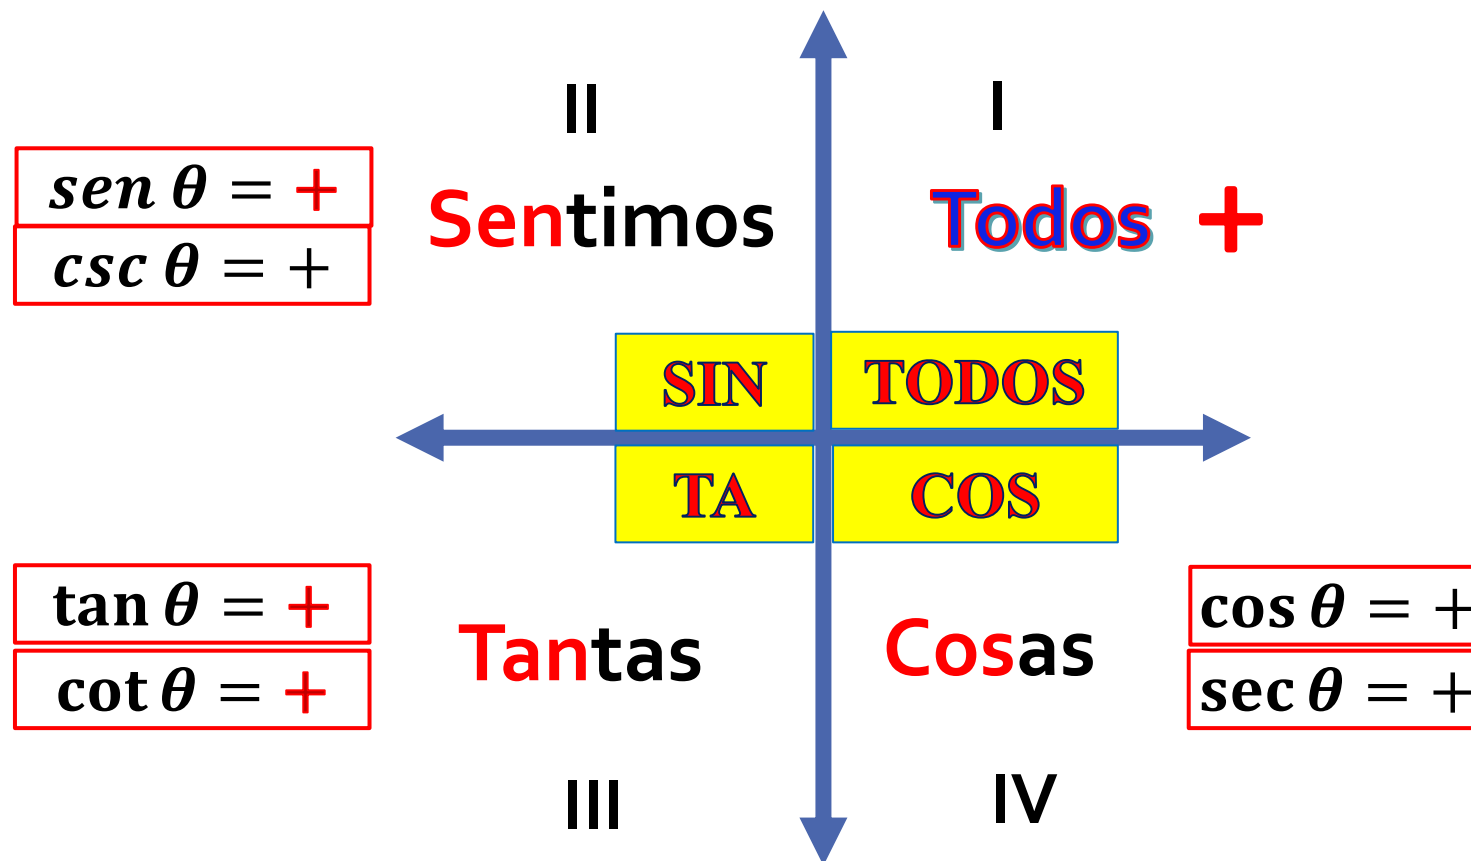 II
I
sen θ = +
csc θ = +
Sentimos
Todos +
SIN
TODOS
TA
COS
tan θ = +
cot θ = +
Tantas
Cosas
cos θ = +
sec θ = +
III
IV